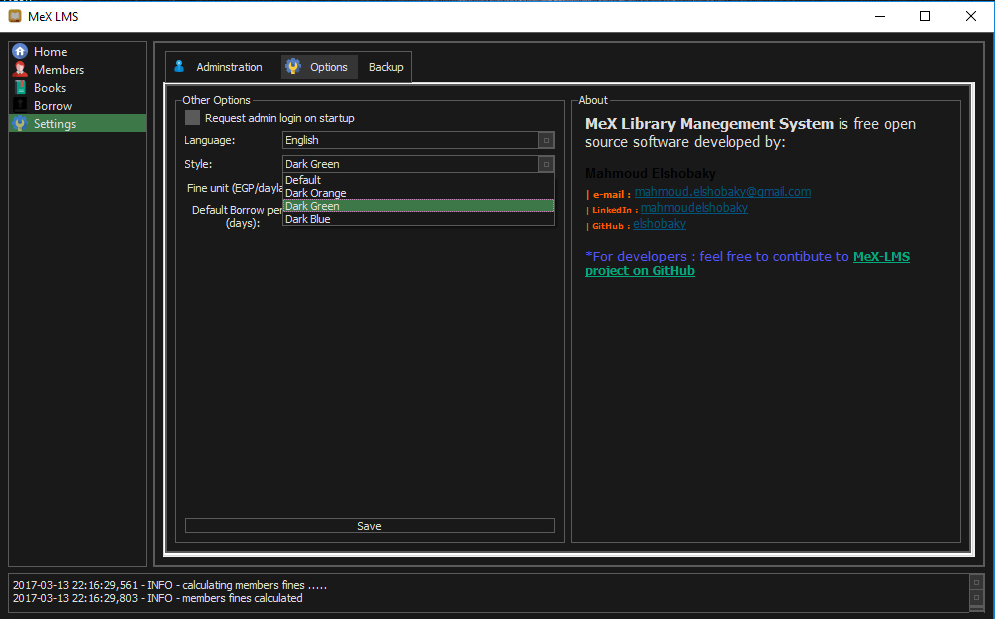 MeX LMS
Home
Members
Books
Borrow
Settings
Adminstration
Options
Backup
Other Options
Request admin login on startup
Language:
English
Style:
Dark Green
Default
Dark Orange
Dark Green
Dark Blue
Fine unit (EGP/dayla
Default Borrow per
(days):
Save
About
MeX Library Manegement System is free open
source software developed by:
Mahmoud Elshobaky
| e-mail : mahmoud.elshobaky@gmail.com
| LinkedIn : mahmoudelshobaky
| GitHub : elshobaky
*For developers : feel free to contibute to MeX-LMS
project on GitHub
2017-03-13 22:16:29,561 - INFO - calculating members fines .....
2017-03-13 22:16:29,803 - INFO - members fines calculated